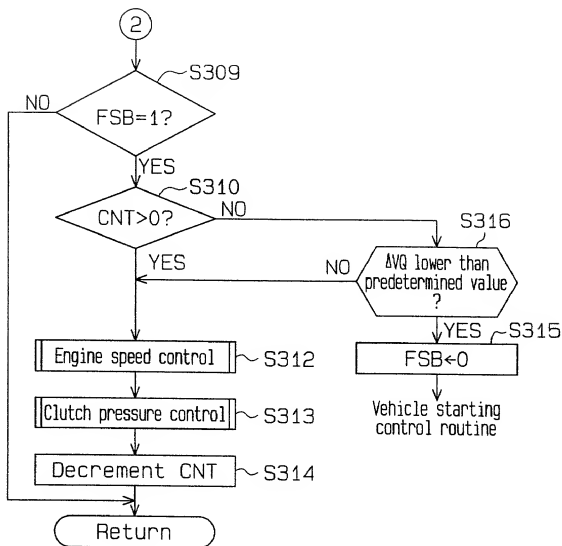 2
S309
NO
FSB=1?
YES
S310
CNT>0?
NO
S316
YES
NO
ΔVQ lower than
predetermined value
?
YES
S315
Engine speed control
S312
FSB←0
Clutch pressure control
S313
Vehicle starting
control routine
Decrement CNT
S314
Return